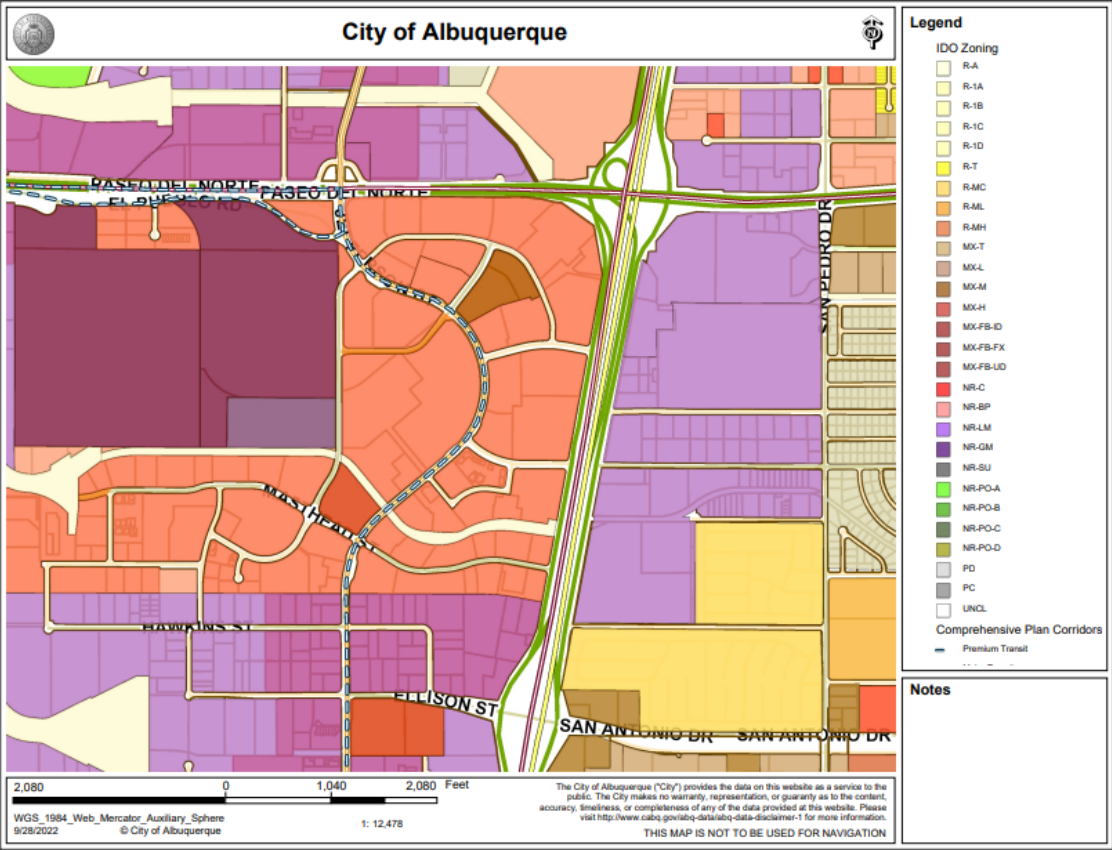 City of Albuquerque
Legend
IDO Zoning
R-A
R-1A
R-1B
R-1C
R-1D
R-T
R-MC
R-ML
R-MH
MX-T
MX-L
MX-M
MX-H
MX-FB-ID
MX-FB-FX
MX-FB-UD
NR-C
NR-BP
NR-LM
NR-GM
NR-SU
NR-PO-A
NR-PO-B
NR-PO-C
NR-PO-D
PD
PC
UNCL
Comprehensive Plan Corridors
Premium Transit
Notes
PASEO DEL NORTE
PASEO DEL NORTE
EL PUEBLO RD
SAN PEDRO DR
MASTHEAD ST
HAWKINS ST
ELLISON ST
SAN ANTONIO DR
SAN ANTONIO DR
2,080 0 1,040 2,080 Feet
WGS_1984_Web_Mercator_Auxiliary_Sphere
9/28/2022 © City of Albuquerque
1: 12,478
The City of Albuquerque ("City") provides the data on this website as a service to the
public. The City makes no warranty, representation, or guaranty as to the content,
accuracy, timeliness, or completeness of any of the data provided at this website. Please
visit http://www.cabq.gov/abq-data/abq-data-disclaimer-1 for more information.
THIS MAP IS NOT TO BE USED FOR NAVIGATION